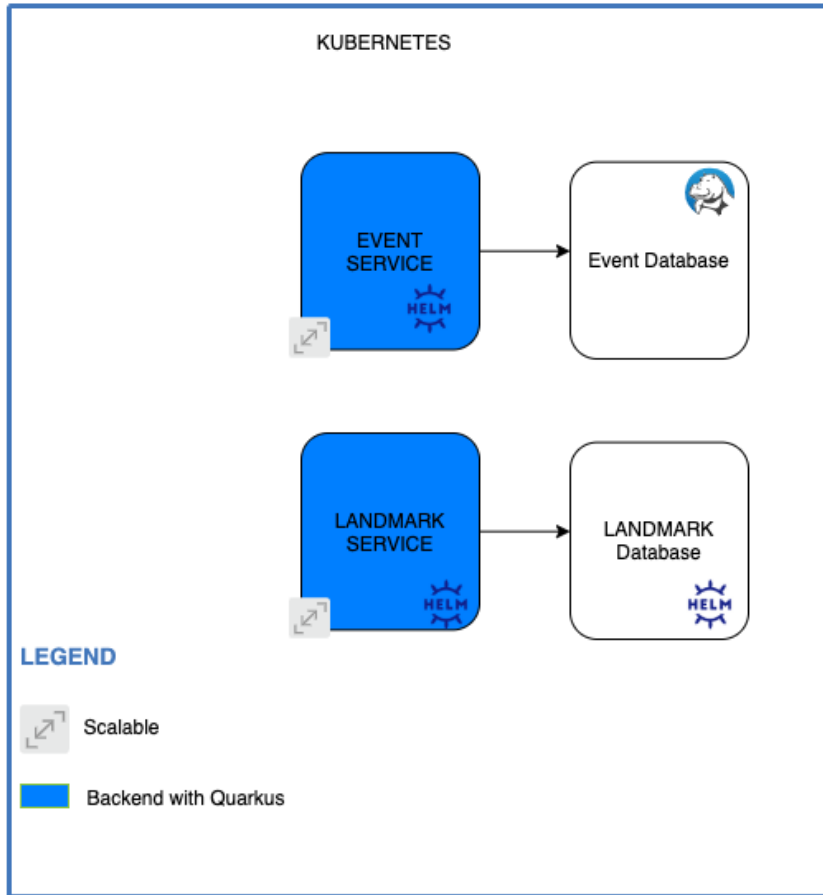 KUBERNETES
EVENT
SERVICE
HELM
Event Database
LANDMARK
SERVICE
HELM
LANDMARK
Database
HELM
LEGEND
Scalable
Backend with Quarkus